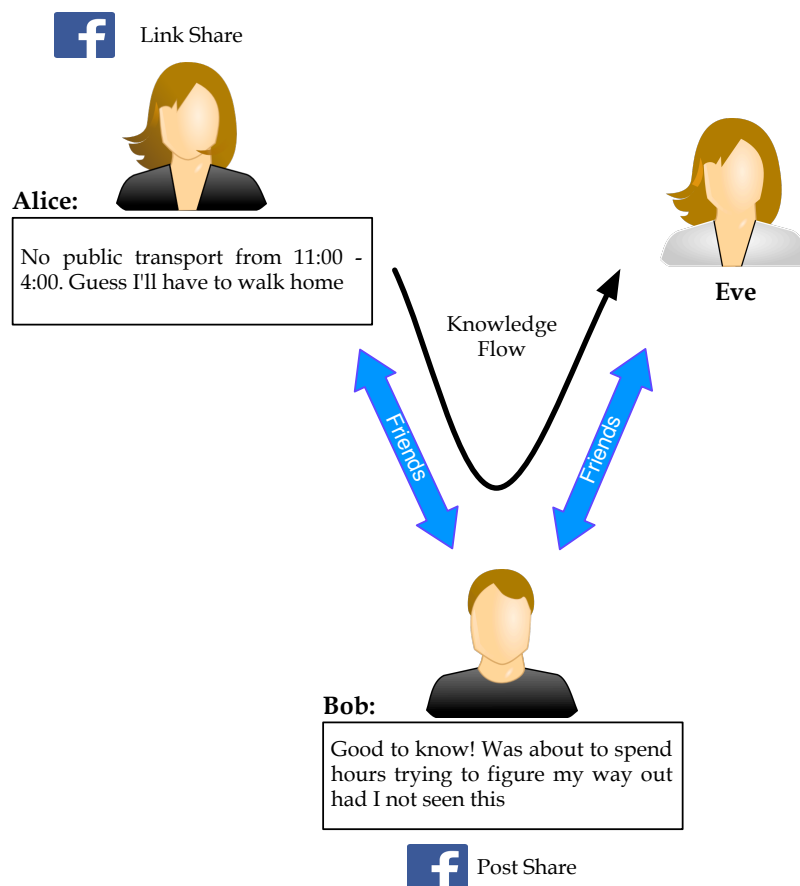 Link Share
Alice:
No public transport from 11:00 -
4:00. Guess I'll have to walk home
Eve
Knowledge
Flow
Friends
Friends
Bob:
Good to know! Was about to spend
hours trying to figure my way out
had I not seen this
Post Share